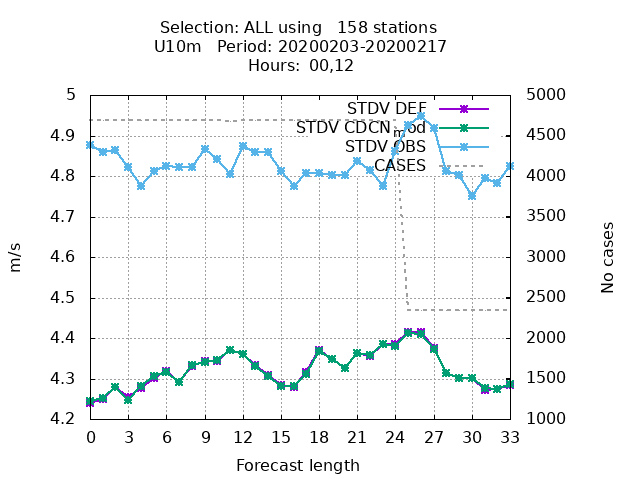 Selection: ALL using   158 stations
U10m   Period: 20200203-20200217
Hours: 00,12
STDV DEF
STDV CDCN_mod
STDV OBS
CASES
5
4.9
4.8
4.7
4.6
4.5
4.4
4.3
4.2
m/s
5000
4500
4000
3500
3000
2500
2000
1500
1000
No cases
0 3 6 9 12 15 18 21 24 27 30 33
Forecast length